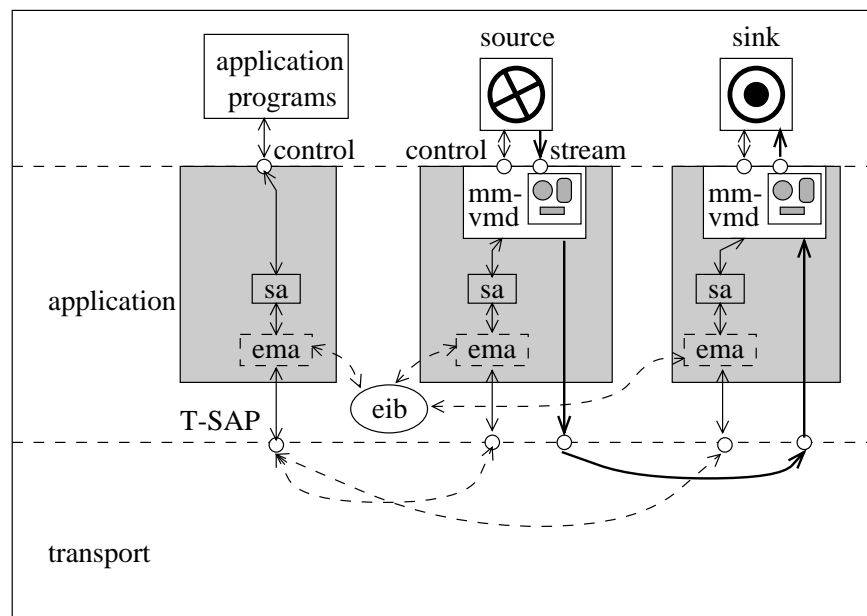 source
sink
application
programs
control
control
stream
mm-
vmd
mm-
vmd
application
sa
sa
sa
ema
ema
ema
eib
T-SAP
transport